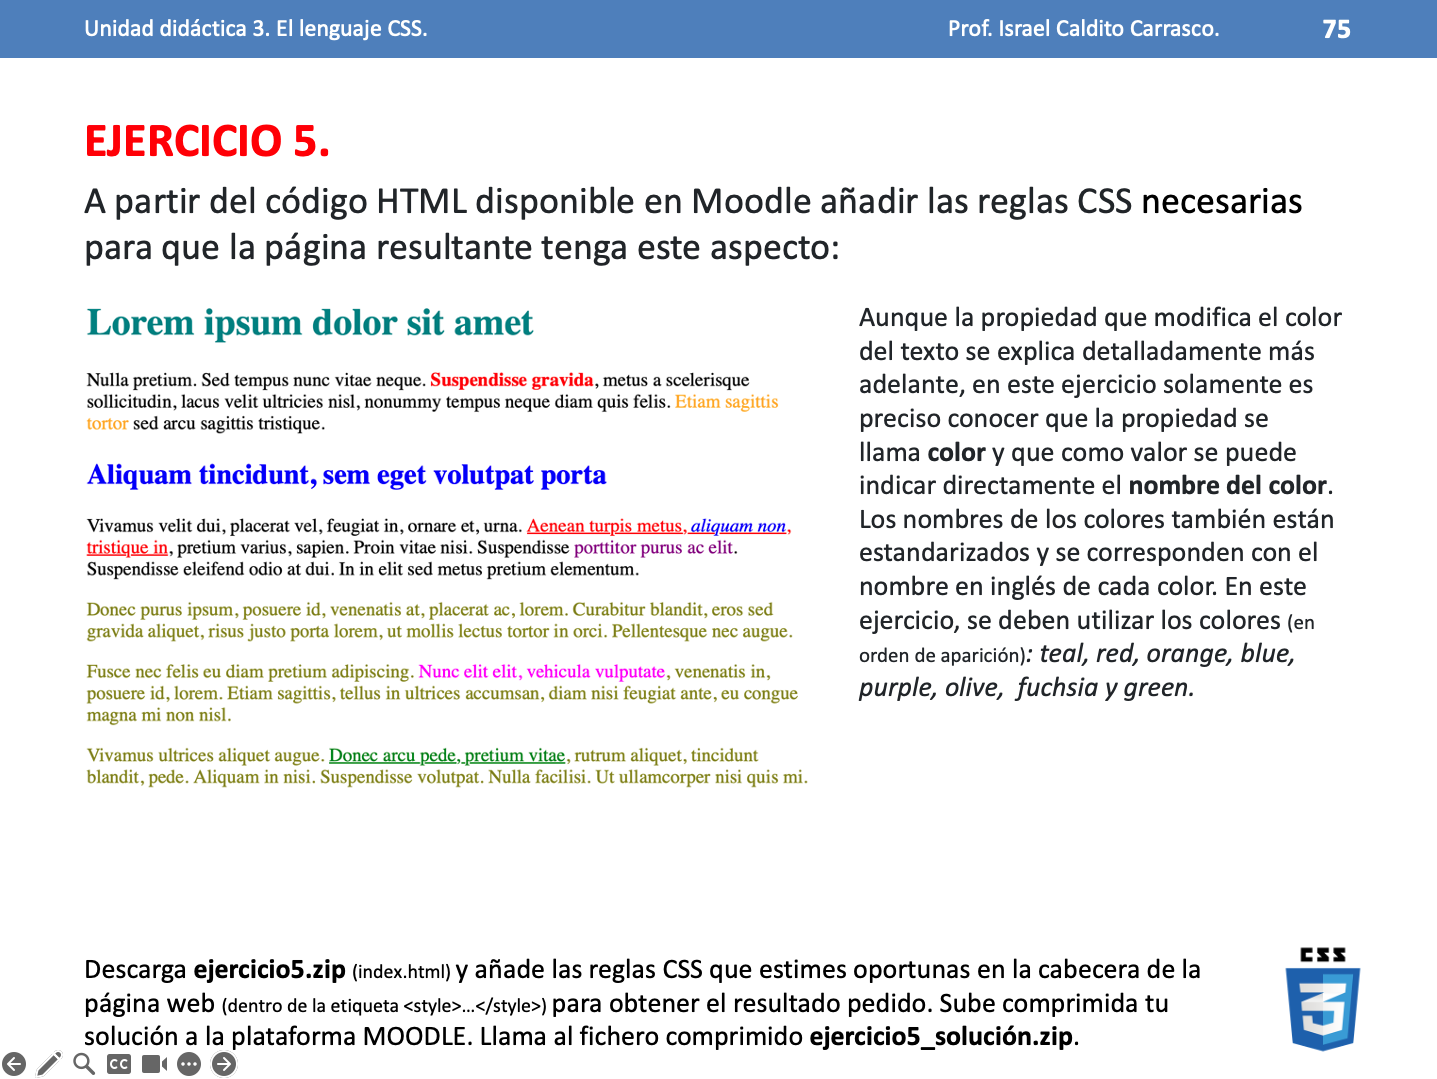 Unidad didáctica 3. El lenguaje CSS.
Prof. Israel Caldito Carrasco.
75
EJERCICIO 5.
A partir del código HTML disponible en Moodle añadir las reglas CSS necesarias
para que la página resultante tenga este aspecto:
Lorem ipsum dolor sit amet
Nulla pretium. Sed tempus nunc vitae neque. Suspendisse gravida, metus a scelerisque
sollicitudin, lacus velit ultricies nisl, nonummy tempus neque diam quis felis. Etiam sagittis
tortor sed arcu sagittis tristique.
Aliquam tincidunt, sem eget volutpat porta
Vivamus velit dui, placerat vel, feugiat in, ornare et, urna. Aenean turpis metus, aliquam non,
tristique in, pretium varius, sapien. Proin vitae nisi. Suspendisse porttitor purus ac elit.
Suspendisse eleifend odio at dui. In in elit sed metus pretium elementum.
Donec purus ipsum, posuere id, venenatis at, placerat ac, lorem. Curabitur blandit, eros sed
gravida aliquet, risus justo porta lorem, ut mollis lectus tortor in orci. Pellentesque nec augue.
Fusce nec felis eu diam pretium adipiscing. Nunc elit elit, vehicula vulputate, venenatis in,
posuere id, lorem. Etiam sagittis, tellus in ultrices accumsan, diam nisi feugiat ante, eu congue
magna mi non nisl.
Vivamus ultrices aliquet augue. Donec arcu pede, pretium vitae, rutrum aliquet, tincidunt
blandit, pede. Aliquam in nisi. Suspendisse volutpat. Nulla facilisi. Ut ullamcorper nisi quis mi.
Aunque la propiedad que modifica el color
del texto se explica detalladamente más
adelante, en este ejercicio solamente es
preciso conocer que la propiedad se
llama color y que como valor se puede
indicar directamente el nombre del color.
Los nombres de los colores también están
estandarizados y se corresponden con el
nombre en inglés de cada color. En este
ejercicio, se deben utilizar los colores (en
orden de aparición): teal, red, orange, blue,
purple, olive, fuchsia y green.
Descarga ejercicio5.zip (index.html) y añade las reglas CSS que estimes oportunas en la cabecera de la
página web (dentro de la etiqueta <style>...</style>) para obtener el resultado pedido. Sube comprimida tu
solución a la plataforma MOODLE. Llama al fichero comprimido ejercicio5_solución.zip.
CSS
3
CC